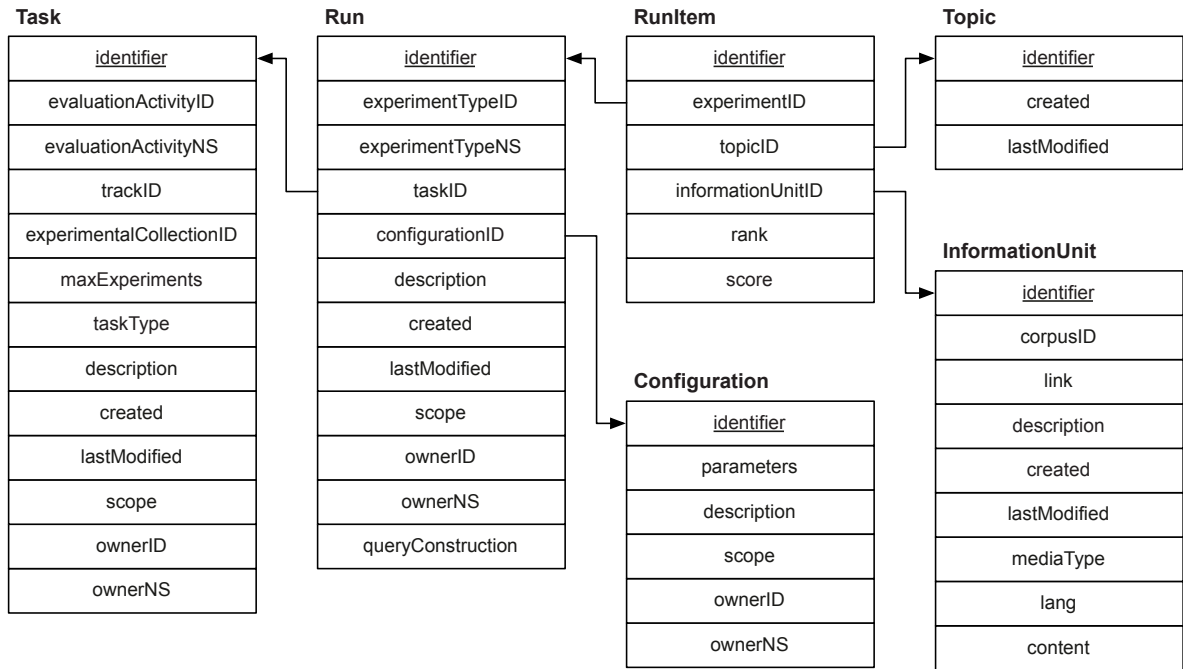 Task
identifier
evaluationActivityID
evaluationActivityNS
trackID
experimentalCollectionID
maxExperiments
taskType
description
created
lastModified
scope
ownerID
ownerNS
Run
identifier
experimentTypeID
experimentTypeNS
taskID
configurationID
description
created
lastModified
scope
ownerID
ownerNS
queryConstruction
RunItem
identifier
experimentID
topicID
informationUnitID
rank
score
Configuration
identifier
parameters
description
scope
ownerID
ownerNS
Topic
identifier
created
lastModified
InformationUnit
identifier
corpusID
link
description
created
lastModified
mediaType
lang
content